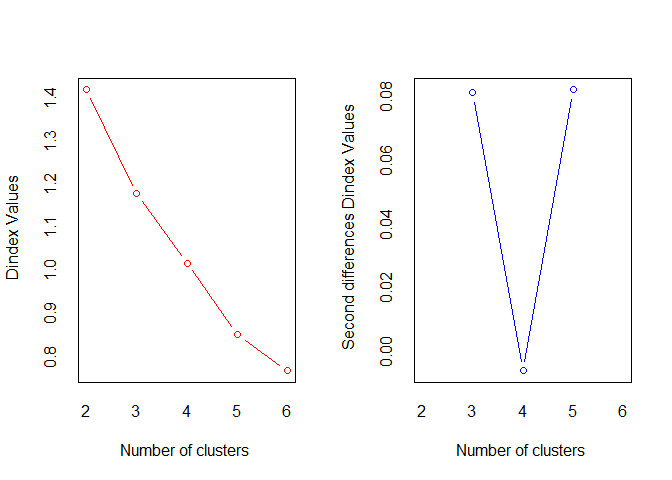 Dindex Values
1.4
1.3
1.2
1.1
1.0
0.9
0.8
2 3 4 5 6
Number of clusters
Second differences Dindex Values
0.08
0.06
0.04
0.02
0.00
2 3 4 5 6
Number of clusters